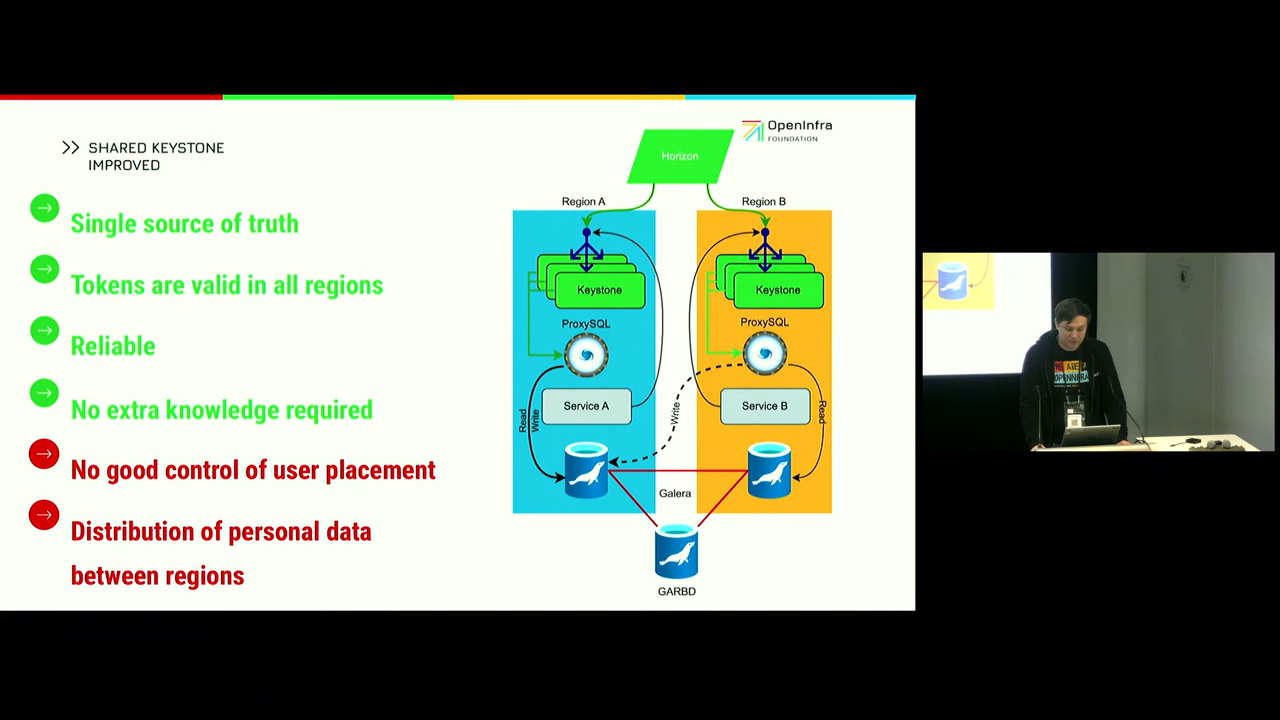 OpenInfra
FOUNDATION
SHARED KEYSTONE
IMPROVED
Single source of truth
Tokens are valid in all regions
Reliable
No extra knowledge required
No good control of user placement
Distribution of personal data
between regions
Horizon
Region A
Region B
Keystone
Keystone
ProxySQL
ProxySQL
Service A
Service B
Read
Write
Write
Read
Galera
GARBD
OPENINFRA